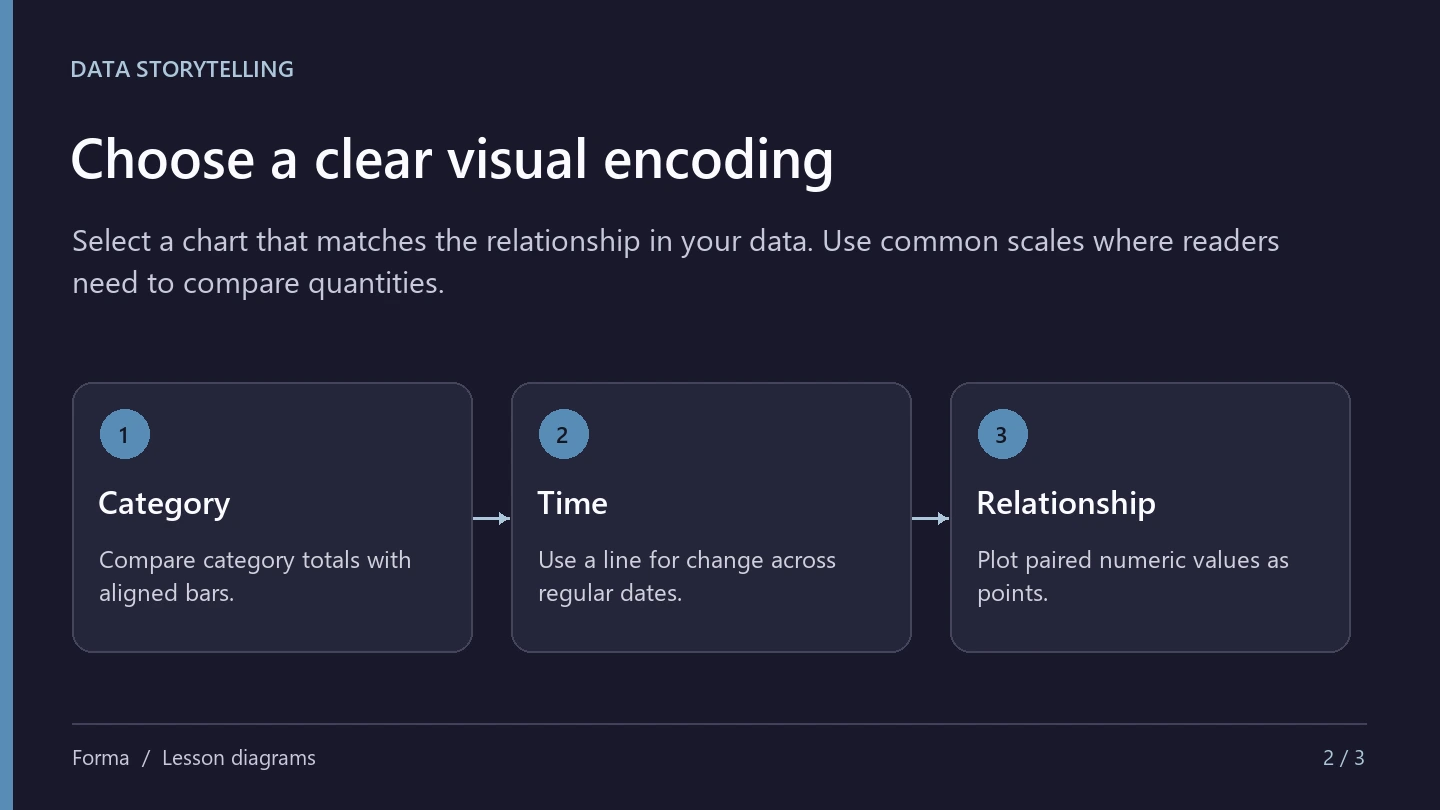 DATA STORYTELLING
Choose a clear visual encoding
Select a chart that matches the relationship in your data. Use common scales where readers
need to compare quantities.
1
Category
Compare category totals with
aligned bars.
2
Time
Use a line for change across
regular dates.
3
Relationship
Plot paired numeric values as
points.
Forma / Lesson diagrams
2 / 3